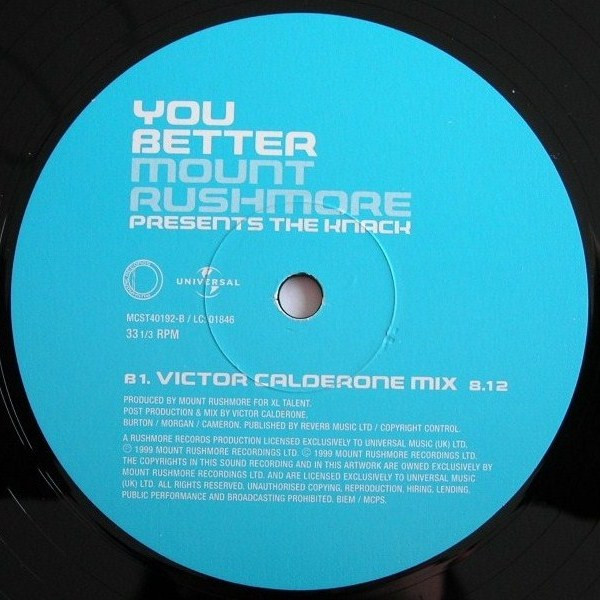 YOU
BETTER
MOUNT
RUSHMORE
PRESENTS THE KNACK
UNIVERSAL
MCST40192-B / LC: 01846
33 1/3 RPM
B1. VICTOR CALDERONE MIX 8.12
PRODUCED BY MOUNT RUSHMORE FOR XL TALENT.
POST PRODUCTION & MIX BY VICTOR CALDERONE.
BURTON / MORGAN / CAMERON. PUBLISHED BY REVERB MUSIC LTD / COPYRIGHT CONTROL.
A RUSHMORE RECORDS PRODUCTION LICENSED EXCLUSIVELY TO UNIVERSAL MUSIC (UK) LTD.
Ⓟ 1999 MOUNT RUSHMORE RECORDINGS LTD. © 1999 MOUNT RUSHMORE RECORDINGS LTD.
THE COPYRIGHTS IN THIS SOUND RECORDING AND IN THIS ARTWORK ARE OWNED EXCLUSIVELY BY
MOUNT RUSHMORE RECORDINGS LTD. AND ARE LICENSED EXCLUSIVELY TO UNIVERSAL MUSIC
(UK) LTD. ALL RIGHTS RESERVED. UNAUTHORISED COPYING, REPRODUCTION, HIRING, LENDING,
PUBLIC PERFORMANCE AND BROADCASTING PROHIBITED. BIEM / MCPS.